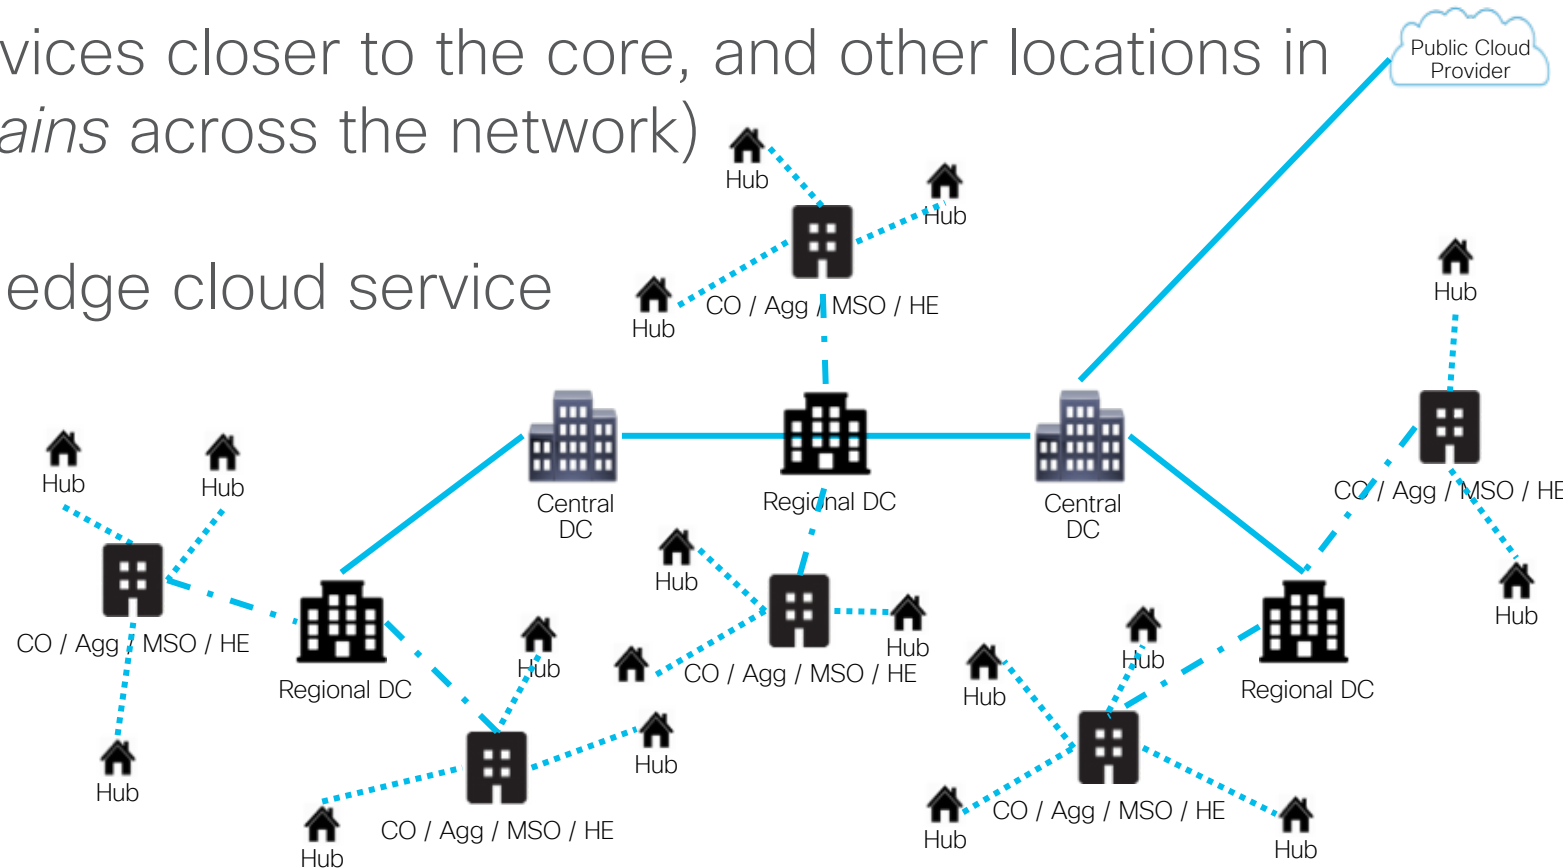 vices closer to the core, and other locations in
ains across the network)
edge cloud service
Public Cloud
Provider
Hub
Hub
Hub
CO / Agg / MSO / HE
Hub
CO / Agg / MSO / HE
Hub
Central
DC
Regional DC
Central
DC
Hub
Hub
CO / Agg / MSO / HE
Hub
Regional DC
Hub
Hub
CO / Agg / MSO / HE
Hub
Hub
Hub
CO / Agg / MSO / HE
Hub
Hub
CO / Agg / MSO / HE
Hub
Hub
Regional DC